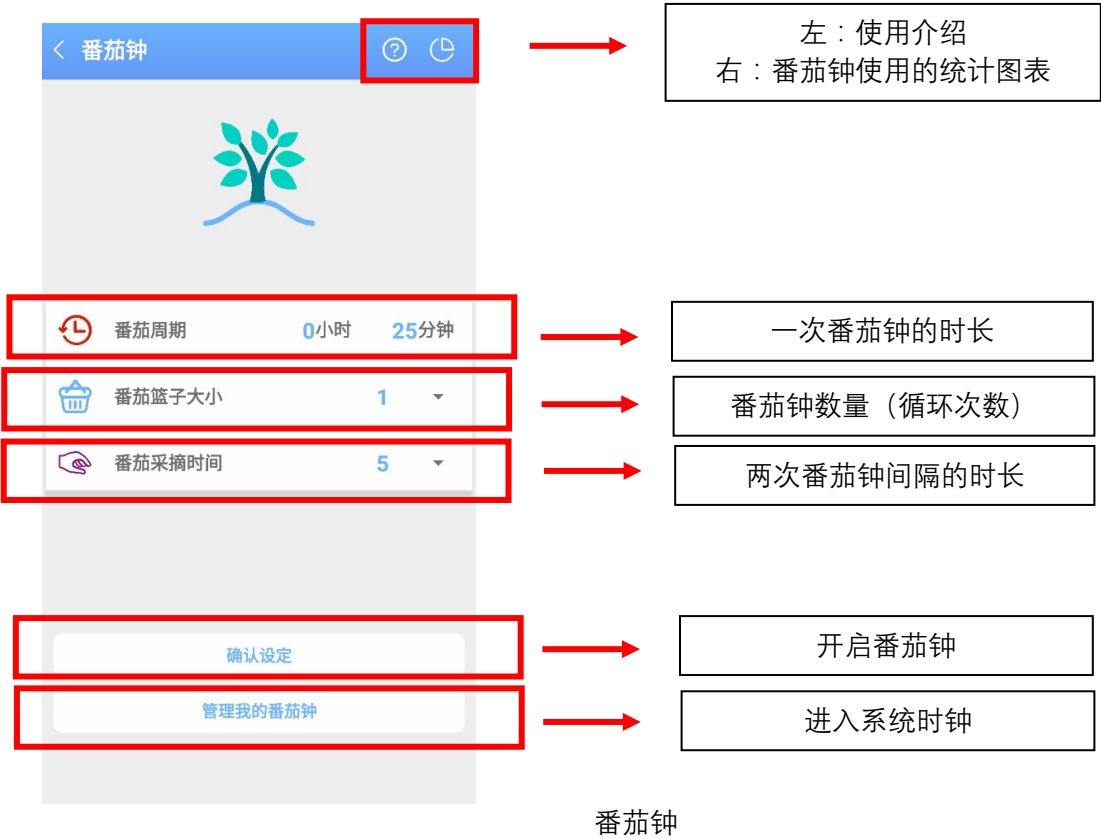 番茄钟
左：使用介绍
右：番茄钟使用的统计图表
番茄周期 0小时 25分钟
一次番茄钟的时长
番茄篮子大小 1
番茄钟数量（循环次数）
番茄采摘时间 5
两次番茄钟间隔的时长
确认设定
开启番茄钟
管理我的番茄钟
进入系统时钟
番茄钟